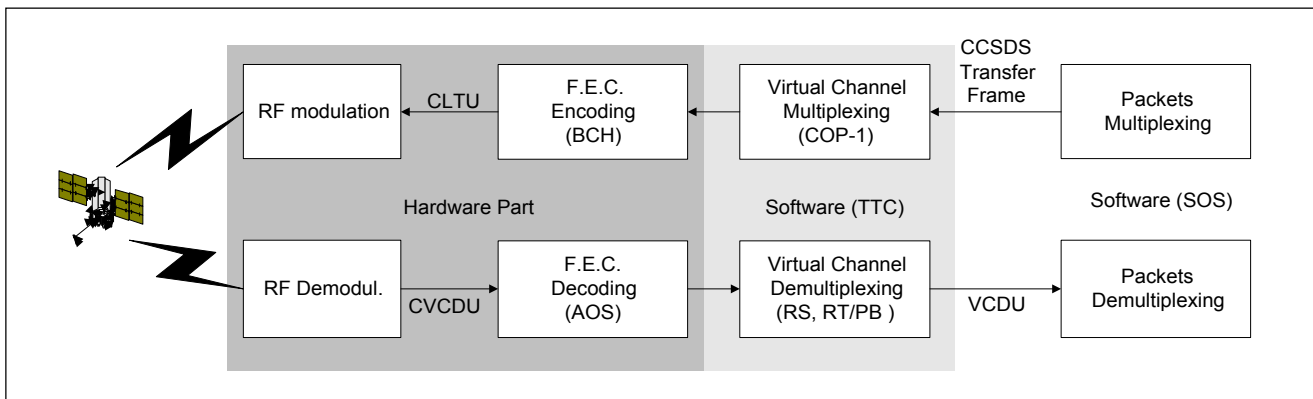 CCSDS
Transfer
Frame
RF modulation
CLTU
F.E.C.
Encoding
(BCH)
Virtual Channel
Multiplexing
(COP-1)
Packets
Multiplexing
Hardware Part
Software (TTC)
Software (SOS)
RF Demodul.
CVCDU
F.E.C.
Decoding
(AOS)
Virtual Channel
Demultiplexing
(RS, RT/PB )
VCDU
Packets
Demultiplexing